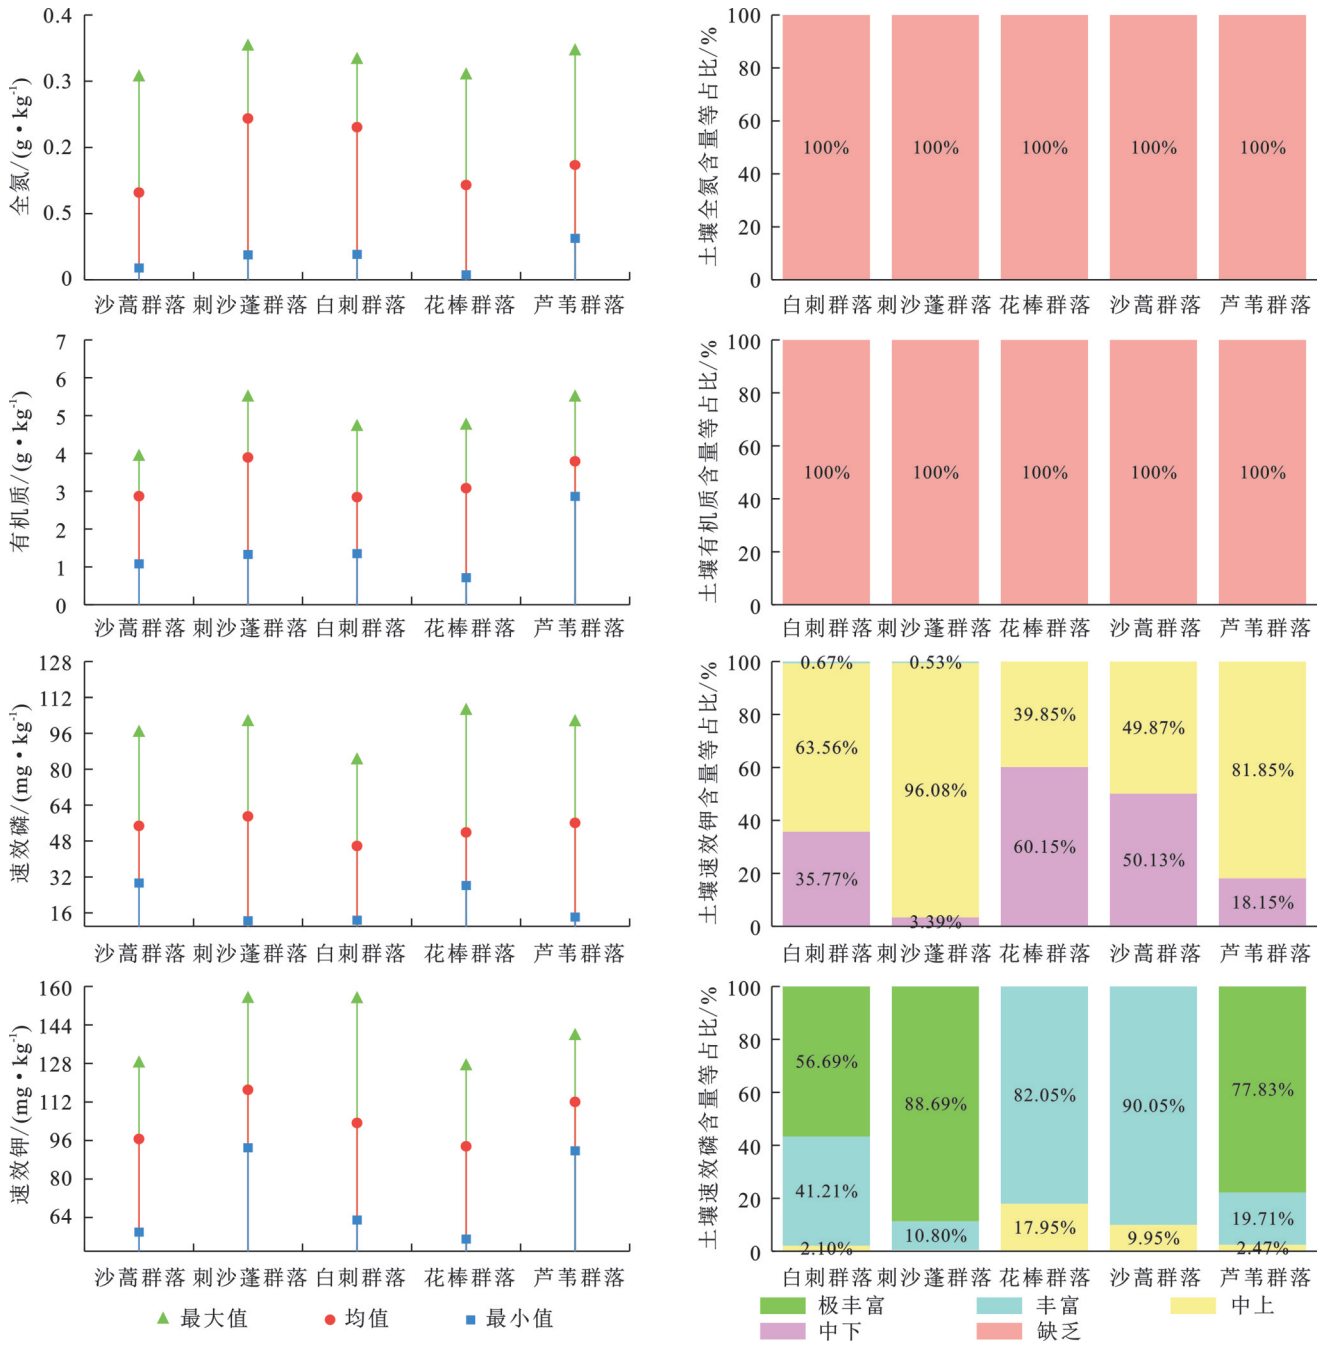 全氮/(g·kg⁻¹)
0.4
0.3
0.2
0.5
0
沙蒿群落 刺沙蓬群落 白刺群落 花棒群落 芦苇群落
土壤全氮含量等占比/%
100
80
60
40
20
0
100% 100% 100% 100% 100%
白刺群落 刺沙蓬群落 花棒群落 沙蒿群落 芦苇群落
有机质/(g·kg⁻¹)
7
6
5
4
3
2
1
0
沙蒿群落 刺沙蓬群落 白刺群落 花棒群落 芦苇群落
土壤有机质含量等占比/%
100
80
60
40
20
0
100% 100% 100% 100% 100%
白刺群落 刺沙蓬群落 花棒群落 沙蒿群落 芦苇群落
速效磷/(mg·kg⁻¹)
128
112
96
80
64
48
32
16
沙蒿群落 刺沙蓬群落 白刺群落 花棒群落 芦苇群落
土壤速效钾含量等占比/%
100
80
60
40
20
0
0.67% 0.53%
63.56% 96.08% 39.85% 49.87% 81.85%
35.77% 3.39% 60.15% 50.13% 18.15%
白刺群落 刺沙蓬群落 花棒群落 沙蒿群落 芦苇群落
速效钾/(mg·kg⁻¹)
160
144
128
112
96
80
64
沙蒿群落 刺沙蓬群落 白刺群落 花棒群落 芦苇群落
最大值 均值 最小值
土壤速效磷含量等占比/%
100
80
60
40
20
0
56.69% 88.69% 82.05% 90.05% 77.83%
41.21% 10.80% 17.95% 9.95% 19.71%
2.10% 2.47%
白刺群落 刺沙蓬群落 花棒群落 沙蒿群落 芦苇群落
极丰富 丰富 中上
中下 缺乏